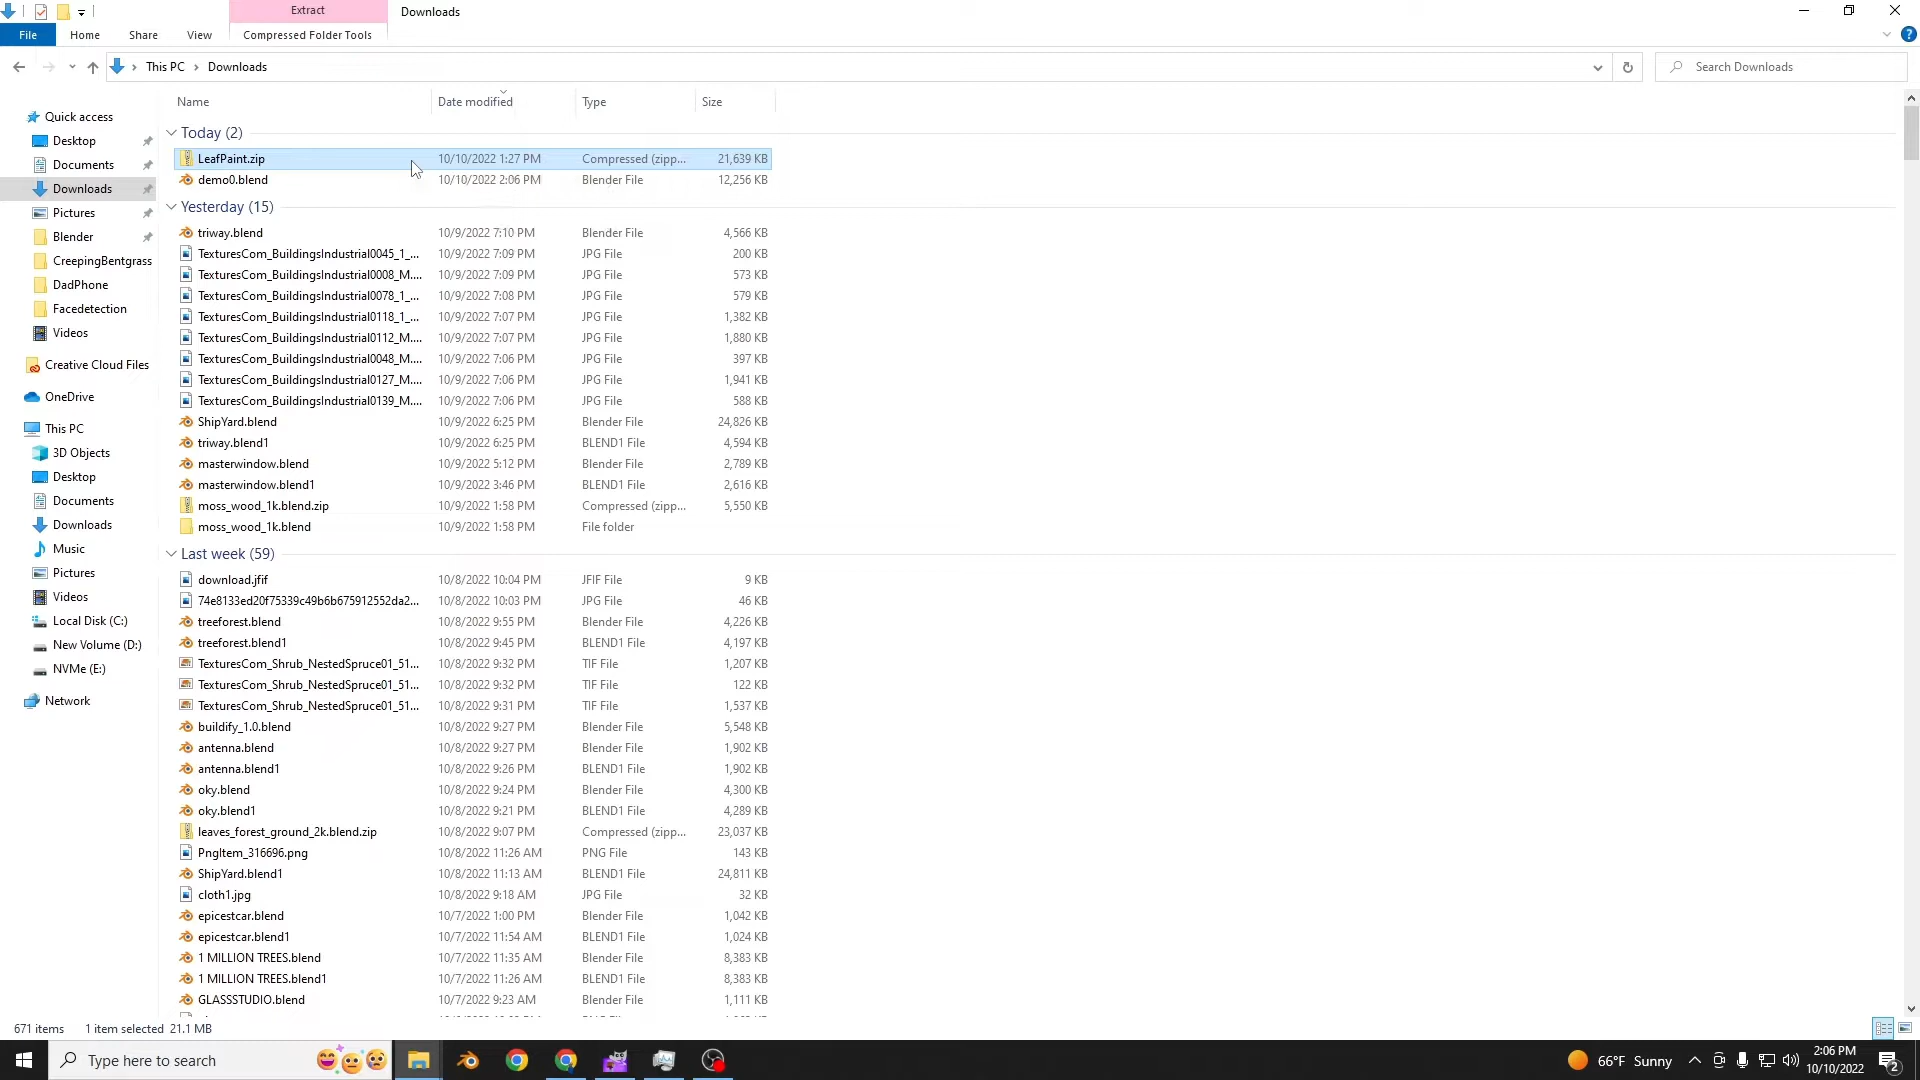 Extract
Downloads
File
Home
Share
View
Compressed Folder Tools
This PC
Downloads
Search Downloads
Name
Date modified
Type
Size
Quick access
Desktop
Documents
Downloads
Pictures
Blender
CreepingBentgrass
DadPhone
Facedetection
Videos
Creative Cloud Files
OneDrive
This PC
3D Objects
Desktop
Documents
Downloads
Music
Pictures
Videos
Local Disk (C:)
New Volume (D:)
NVMe (E:)
Network
Today (2)
LeafPaint.zip 10/10/2022 1:27 PM Compressed (zipp... 21,639 KB
demo0.blend 10/10/2022 2:06 PM Blender File 12,256 KB
Yesterday (15)
triway.blend 10/9/2022 7:10 PM Blender File 4,566 KB
TexturesCom_BuildingsIndustrial0045_1_... 10/9/2022 7:09 PM JPG File 200 KB
TexturesCom_BuildingsIndustrial0008_M.... 10/9/2022 7:09 PM JPG File 573 KB
TexturesCom_BuildingsIndustrial0078_1_... 10/9/2022 7:08 PM JPG File 579 KB
TexturesCom_BuildingsIndustrial0118_1_... 10/9/2022 7:07 PM JPG File 1,382 KB
TexturesCom_BuildingsIndustrial0112_M.... 10/9/2022 7:07 PM JPG File 1,880 KB
TexturesCom_BuildingsIndustrial0048_M.... 10/9/2022 7:06 PM JPG File 397 KB
TexturesCom_BuildingsIndustrial0127_M.... 10/9/2022 7:06 PM JPG File 1,941 KB
TexturesCom_BuildingsIndustrial0139_M.... 10/9/2022 7:06 PM JPG File 588 KB
ShipYard.blend 10/9/2022 6:25 PM Blender File 24,826 KB
triway.blend1 10/9/2022 6:25 PM BLEND1 File 4,594 KB
masterwindow.blend 10/9/2022 5:12 PM Blender File 2,789 KB
masterwindow.blend1 10/9/2022 3:46 PM BLEND1 File 2,616 KB
moss_wood_1k.blend.zip 10/9/2022 1:58 PM Compressed (zipp... 5,550 KB
moss_wood_1k.blend 10/9/2022 1:58 PM File folder
Last week (59)
download.jfif 10/8/2022 10:04 PM JFIF File 9 KB
74e8133ed20f75339c49b6b675912552da2... 10/8/2022 10:03 PM JPG File 46 KB
treeforest.blend 10/8/2022 9:55 PM Blender File 4,226 KB
treeforest.blend1 10/8/2022 9:45 PM BLEND1 File 4,197 KB
TexturesCom_Shrub_NestedSpruce01_51... 10/8/2022 9:32 PM TIF File 1,207 KB
TexturesCom_Shrub_NestedSpruce01_51... 10/8/2022 9:32 PM TIF File 122 KB
TexturesCom_Shrub_NestedSpruce01_51... 10/8/2022 9:31 PM TIF File 1,537 KB
buildify_1.0.blend 10/8/2022 9:27 PM Blender File 5,548 KB
antenna.blend 10/8/2022 9:27 PM Blender File 1,902 KB
antenna.blend1 10/8/2022 9:26 PM BLEND1 File 1,902 KB
oky.blend 10/8/2022 9:24 PM Blender File 4,300 KB
oky.blend1 10/8/2022 9:21 PM BLEND1 File 4,289 KB
leaves_forest_ground_2k.blend.zip 10/8/2022 9:07 PM Compressed (zipp... 23,037 KB
PngItem_316696.png 10/8/2022 11:26 AM PNG File 143 KB
ShipYard.blend1 10/8/2022 11:13 AM BLEND1 File 24,811 KB
cloth1.jpg 10/8/2022 9:18 AM JPG File 32 KB
epicestcar.blend 10/7/2022 1:00 PM Blender File 1,042 KB
epicestcar.blend1 10/7/2022 11:54 AM BLEND1 File 1,024 KB
1 MILLION TREES.blend 10/7/2022 11:35 AM Blender File 8,383 KB
1 MILLION TREES.blend1 10/7/2022 11:26 AM BLEND1 File 8,383 KB
GLASSSTUDIO.blend 10/7/2022 9:23 AM Blender File 1,111 KB
671 items 1 item selected 21.1 MB
Type here to search
66°F Sunny
2:06 PM
10/10/2022
2